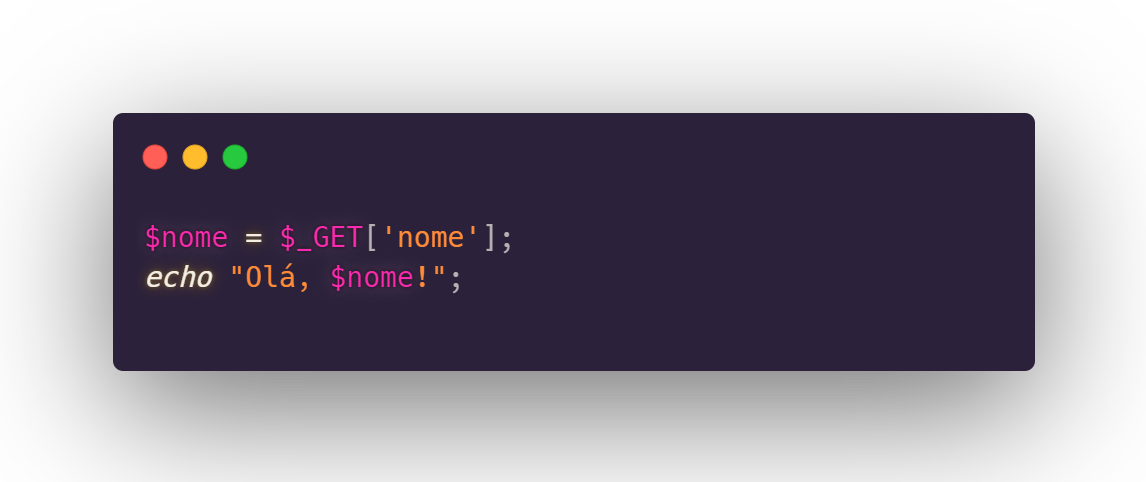 $nome = $_GET['nome'];
echo "Olá, $nome!";